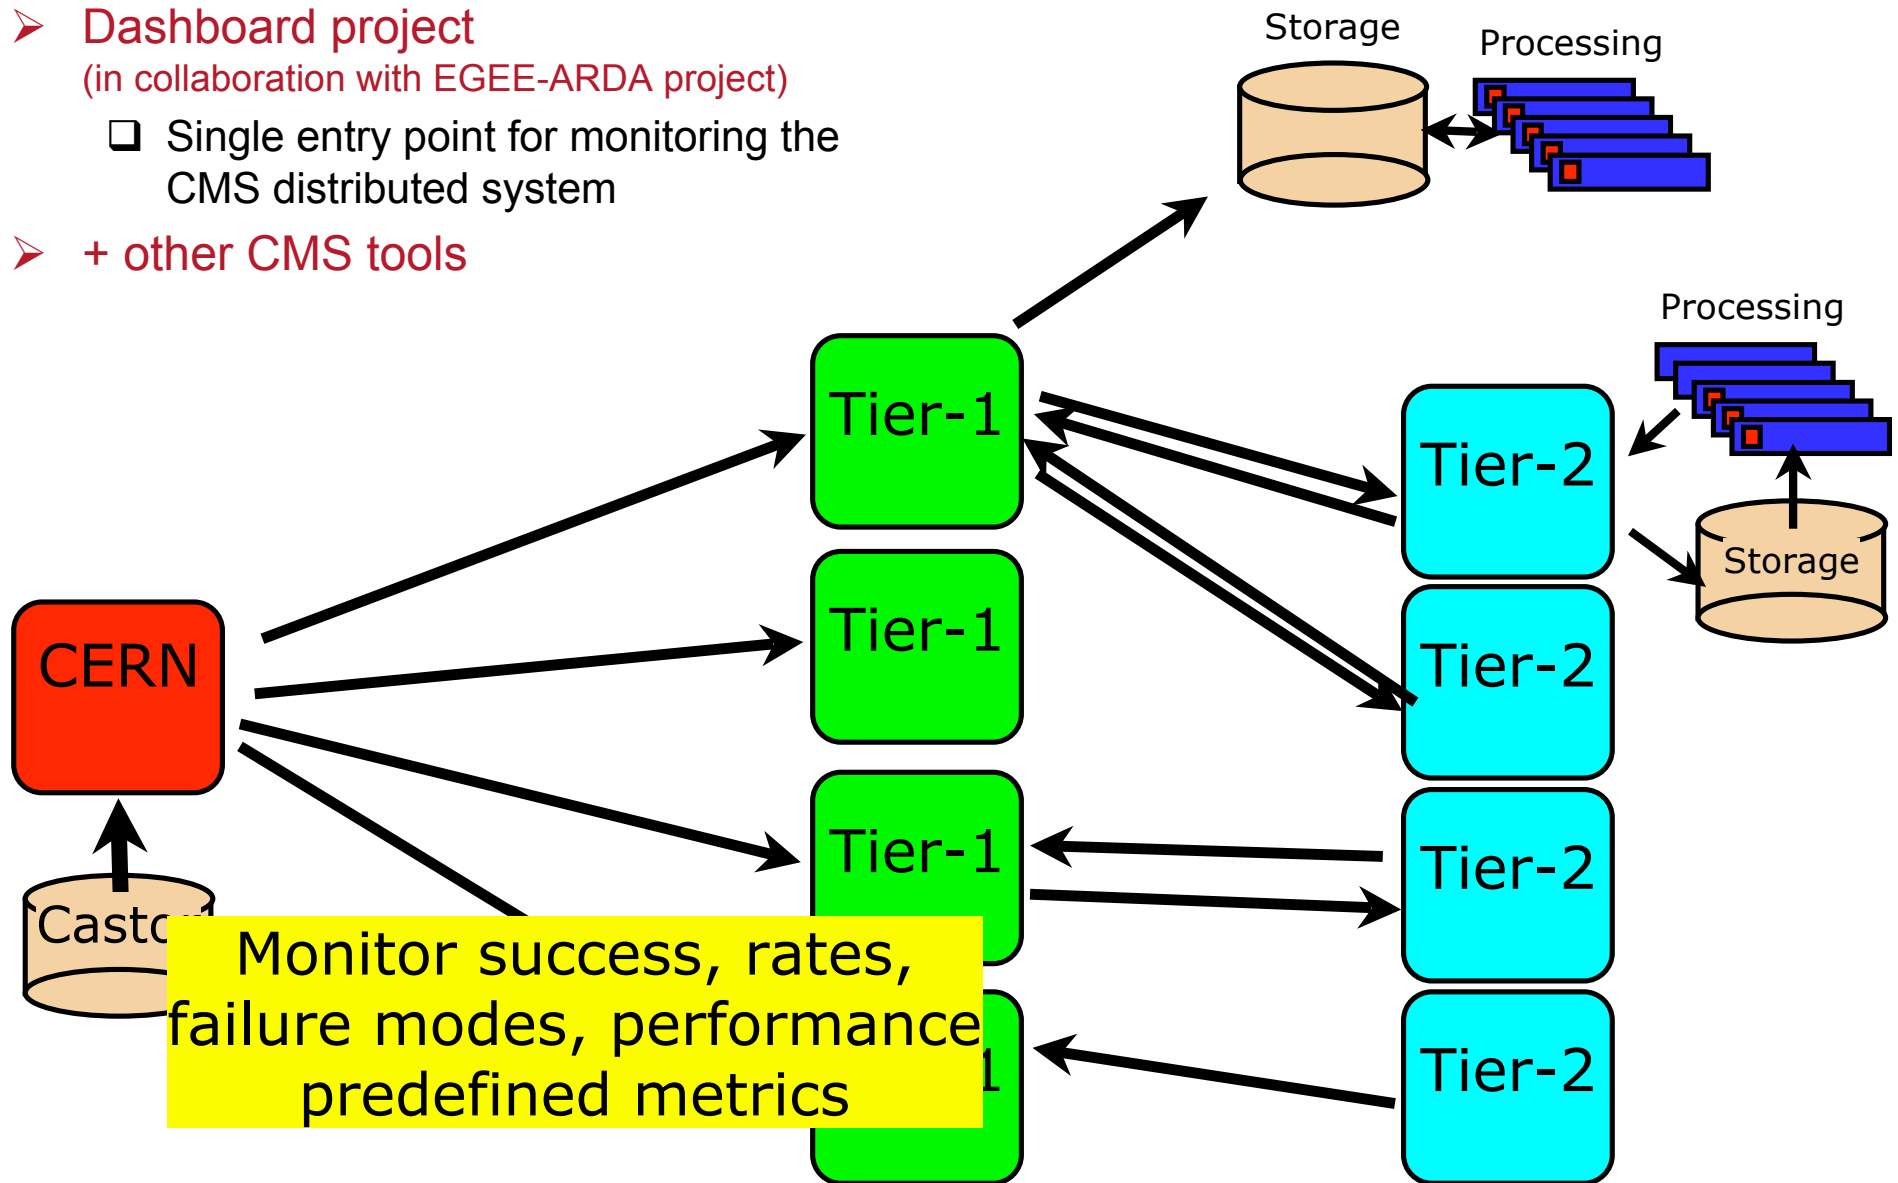 ➢ Dashboard project
(in collaboration with EGEE-ARDA project)
❑ Single entry point for monitoring the
CMS distributed system
➢ + other CMS tools
Storage
Processing
Processing
Tier-1
Tier-2
Storage
Tier-1
CERN
Tier-2
Tier-1
Tier-2
Castor
Monitor success, rates,
failure modes, performance
predefined metrics
1
Tier-2